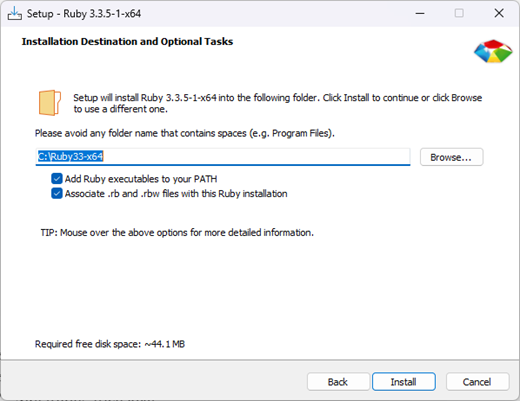 Setup - Ruby 3.3.5-1-x64
Installation Destination and Optional Tasks
Setup will install Ruby 3.3.5-1-x64 into the following folder. Click Install to continue or click Browse
to use a different one.
Please avoid any folder name that contains spaces (e.g. Program Files).
C:\Ruby33-x64
Browse...
Add Ruby executables to your PATH
Associate .rb and .rbw files with this Ruby installation
TIP: Mouse over the above options for more detailed information.
Required free disk space: ~44.1 MB
Back
Install
Cancel